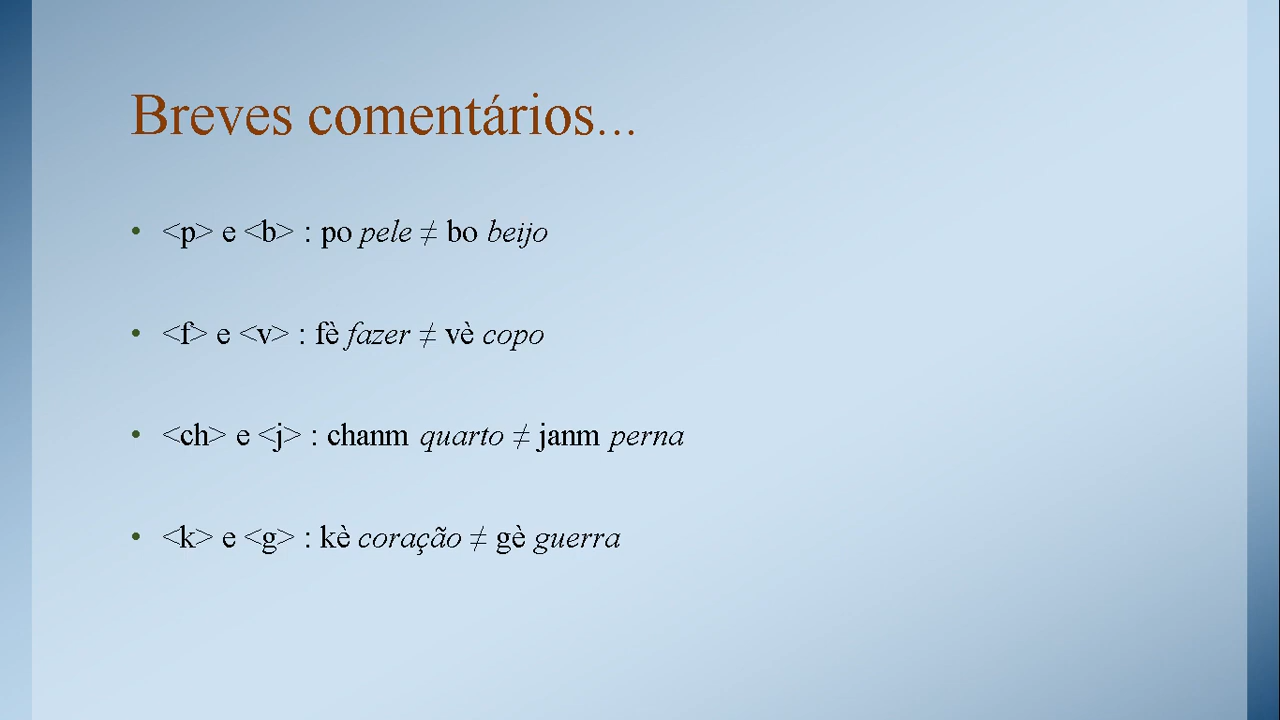 Breves comentários...
• <p> e <b> : po pele ≠ bo beijo
• <f> e <v> : fè fazer ≠ vè copo
• <ch> e <j> : chanm quarto ≠ janm perna
• <k> e <g> : kè coração ≠ gè guerra